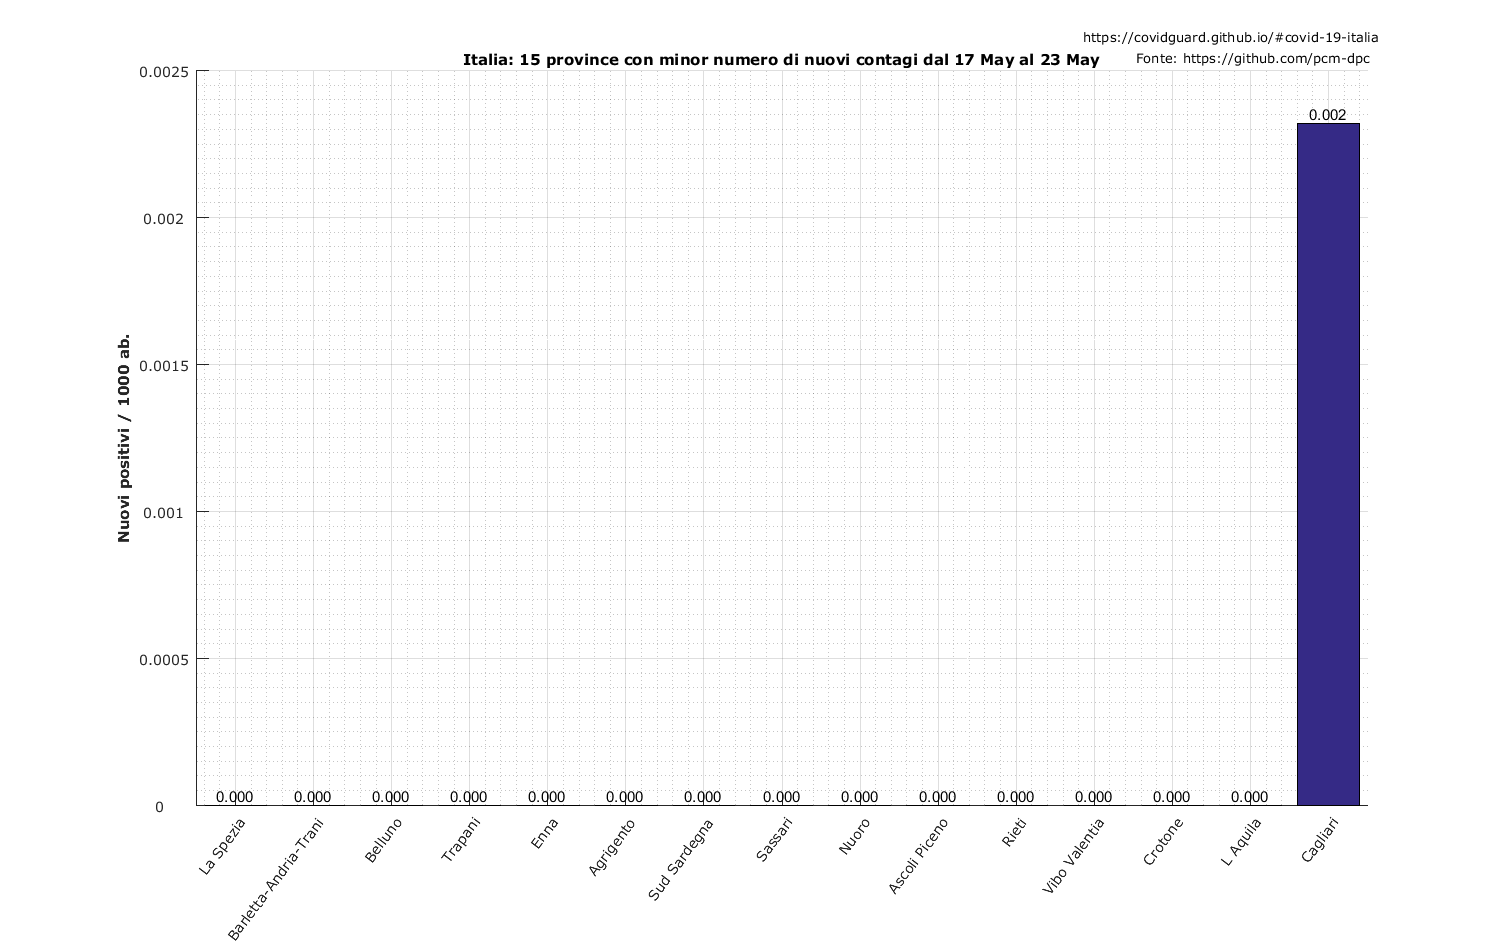 https://covidguard.github.io/#covid-19-italia
Italia: 15 province con minor numero di nuovi contagi dal 17 May al 23 May
Fonte: https://github.com/pcm-dpc
Nuovi positivi / 1000 ab.
0.0025
0.002
0.0015
0.001
0.0005
0
0.000 0.000 0.000 0.000 0.000 0.000 0.000 0.000 0.000 0.000 0.000 0.000 0.000 0.000
0.002
La Spezia
Barletta-Andria-Trani
Belluno
Trapani
Enna
Agrigento
Sud Sardegna
Sassari
Nuoro
Ascoli Piceno
Rieti
Vibo Valentia
Crotone
L Aquila
Cagliari